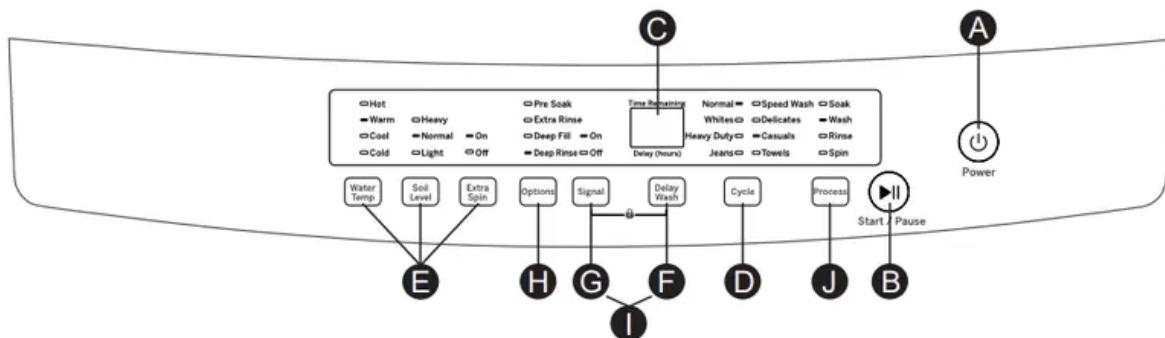 C
A
Hot
Warm
Cool
Cold
Heavy
Normal
Light
On
Off
Pre Soak
Extra Rinse
Deep Fill
Deep Rinse
On
Off
Time Remaining
Delay (hours)
Normal
Whites
Heavy Duty
Jeans
Speed Wash
Delicates
Casuals
Towels
Soak
Wash
Rinse
Spin
Power
Water
Temp
Soil
Level
Extra
Spin
Options
Signal
Delay
Wash
Cycle
Process
Start / Pause
E
H
G
F
D
J
B
I